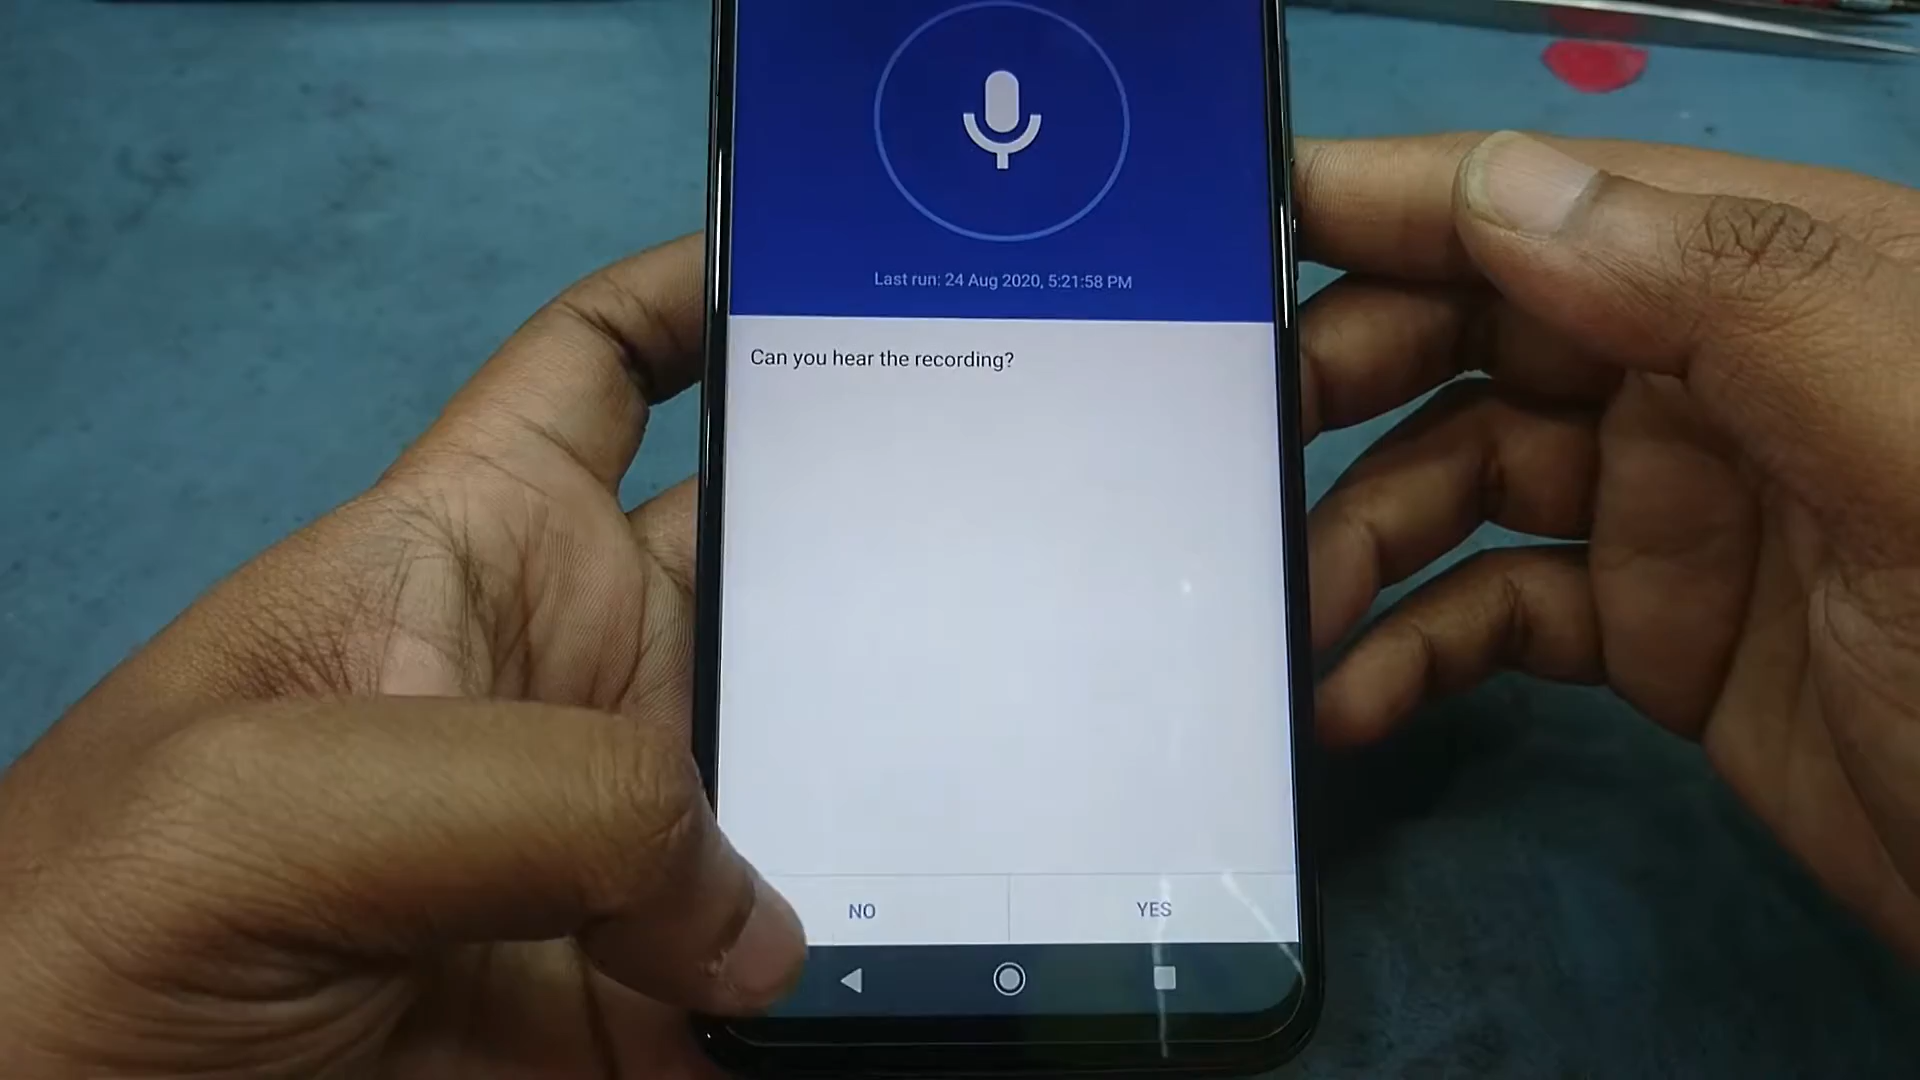 Last run: 24 Aug 2020, 5:21:58 PM
Can you hear the recording?
NO
YES